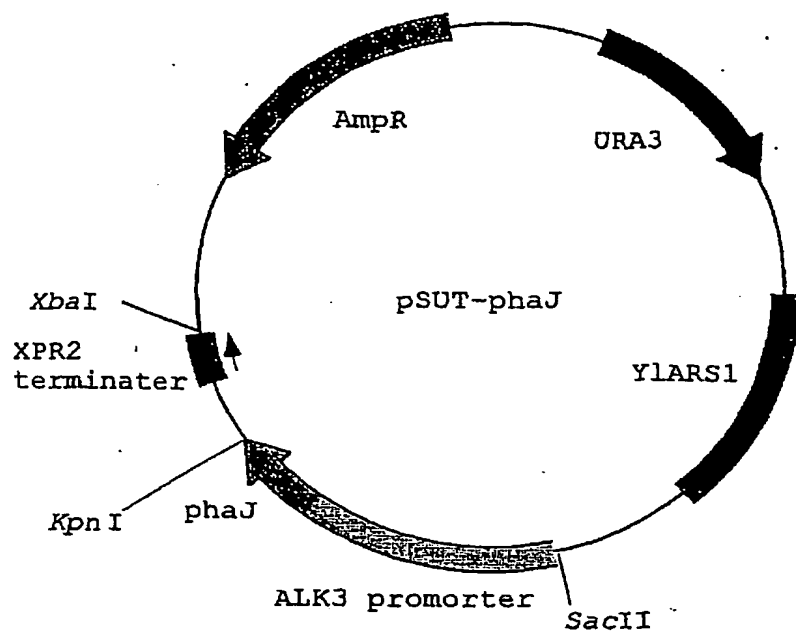 AmpR
URA3
XbaI
pSUT-phaJ
XPR2
terminater
YlARS1
KpnI
phaJ
ALK3 promorter
SacII